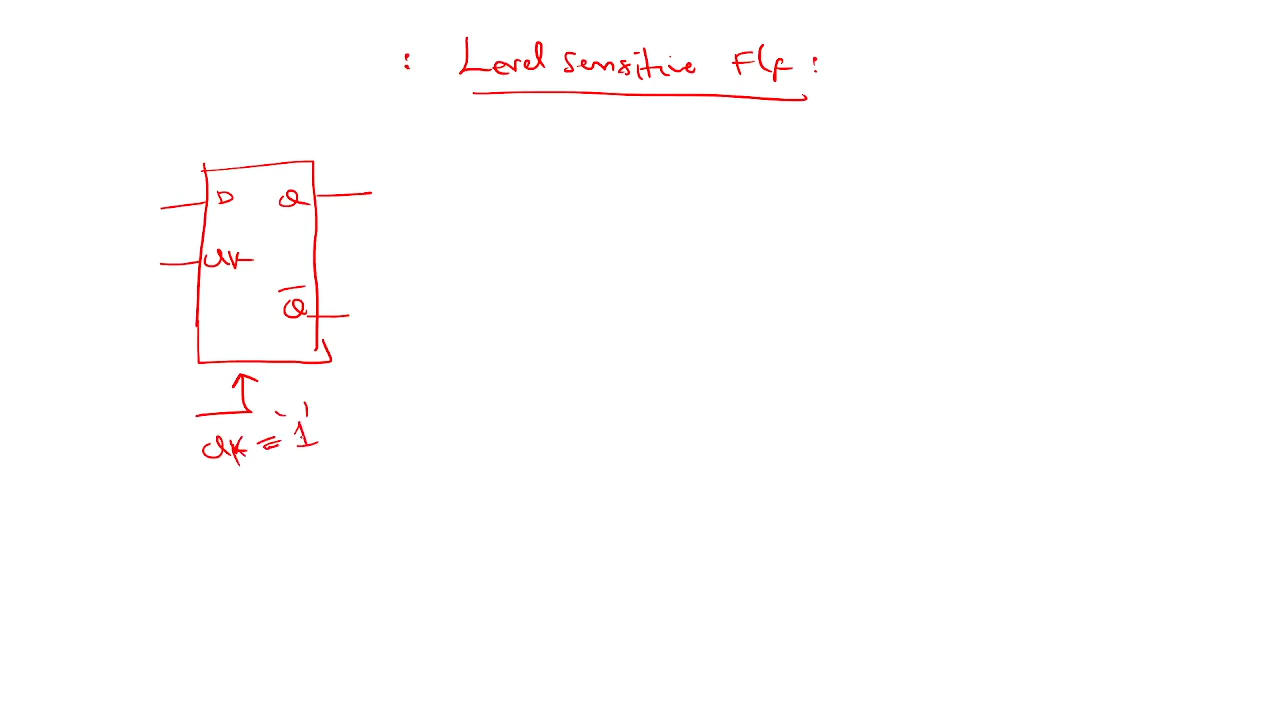 : Level sensitive F/F :
D Q
clk
Q̅
clk = 1